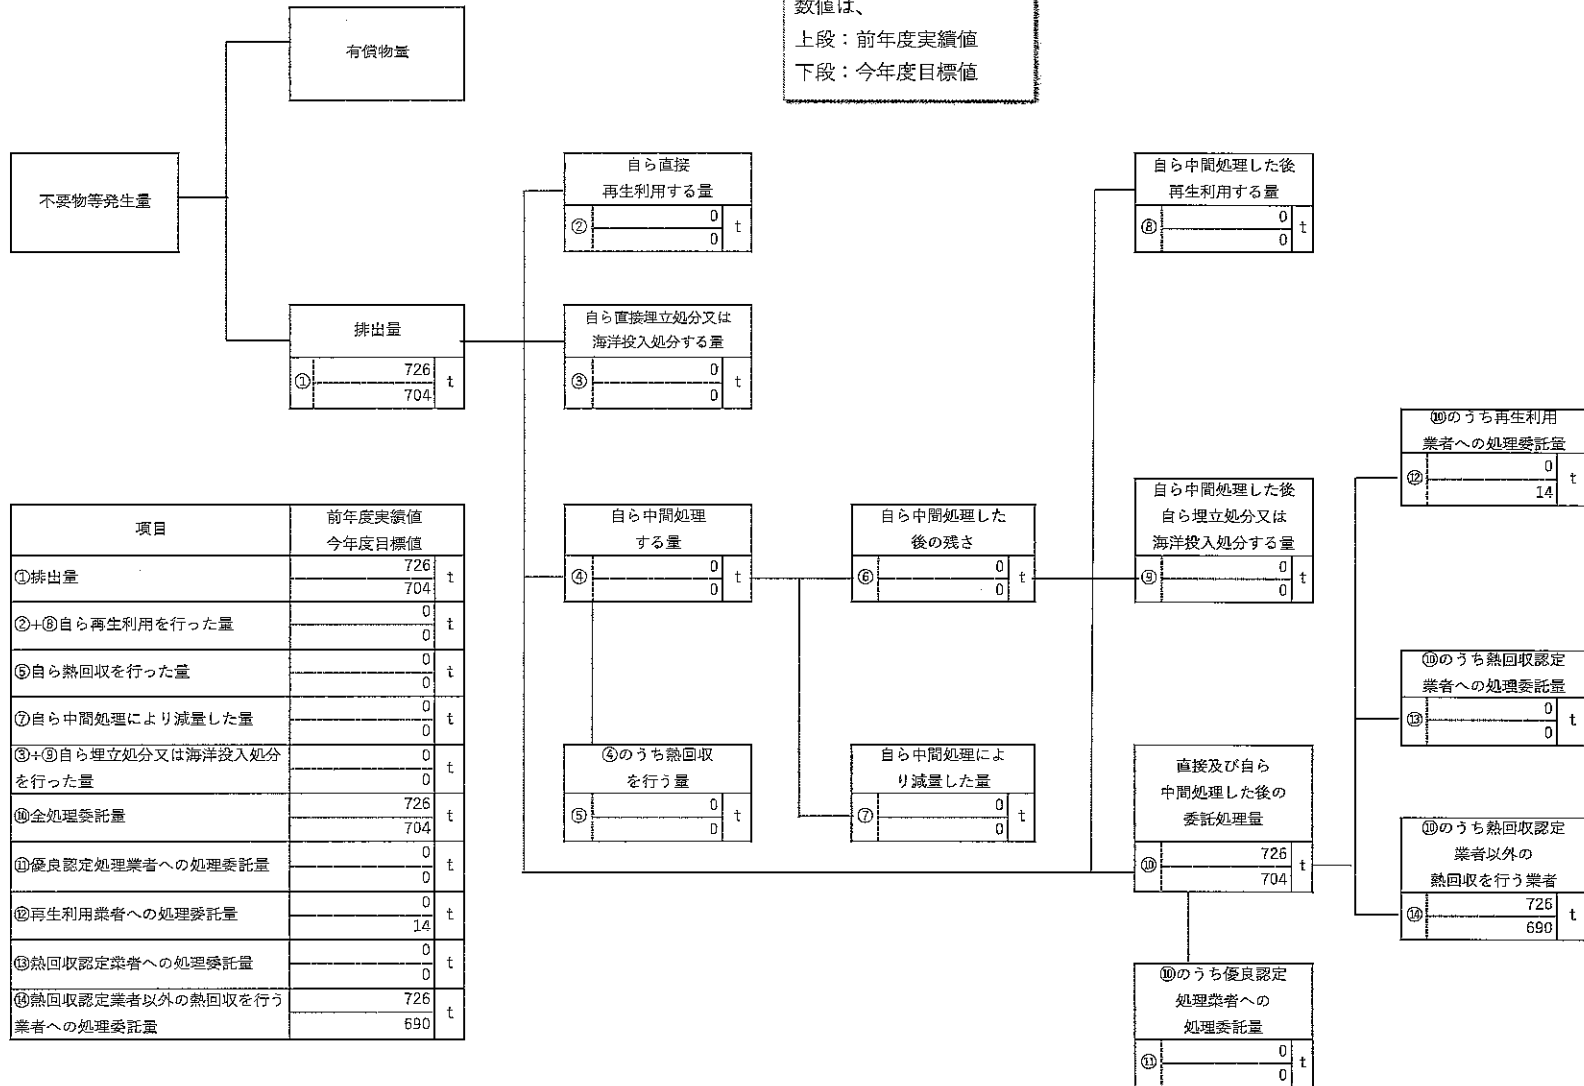 数値は、
上段：前年度実績値
下段：今年度目標値
有償物量
不要物等発生量
自ら直接
再生利用する量
② 0 t
0
自ら中間処理した後
再生利用する量
⑧ 0 t
0
排出量
① 726 t
704
自ら直接埋立処分又は
海洋投入処分する量
③ 0 t
0
⑩のうち再生利用
業者への処理委託量
⑫ 0 t
14
自ら中間処理
する量
④ 0 t
0
自ら中間処理した
後の残さ
⑥ 0 t
0
自ら中間処理した後
自ら埋立処分又は
海洋投入処分する量
⑨ 0 t
0
⑩のうち熱回収認定
業者への処理委託量
⑬ 0 t
0
④のうち熱回収
を行う量
⑤ 0 t
0
自ら中間処理によ
り減量した量
⑦ 0 t
0
直接及び自ら
中間処理した後の
委託処理量
⑩ 726 t
704
⑩のうち熱回収認定
業者以外の
熱回収を行う業者
⑭ 726 t
690
⑩のうち優良認定
処理業者への
処理委託量
⑪ 0 t
0
項目 前年度実績値
今年度目標値
①排出量 726 t
704
②+⑧自ら再生利用を行った量 0 t
0
⑤自ら熱回収を行った量 0 t
0
⑦自ら中間処理により減量した量 0 t
0
③+⑨自ら埋立処分又は海洋投入処分 0 t
を行った量 0
⑩全処理委託量 726 t
704
⑪優良認定処理業者への処理委託量 0 t
0
⑫再生利用業者への処理委託量 0 t
14
⑬熱回収認定業者への処理委託量 0 t
0
⑭熱回収認定業者以外の熱回収を行う 726 t
業者への処理委託量 690